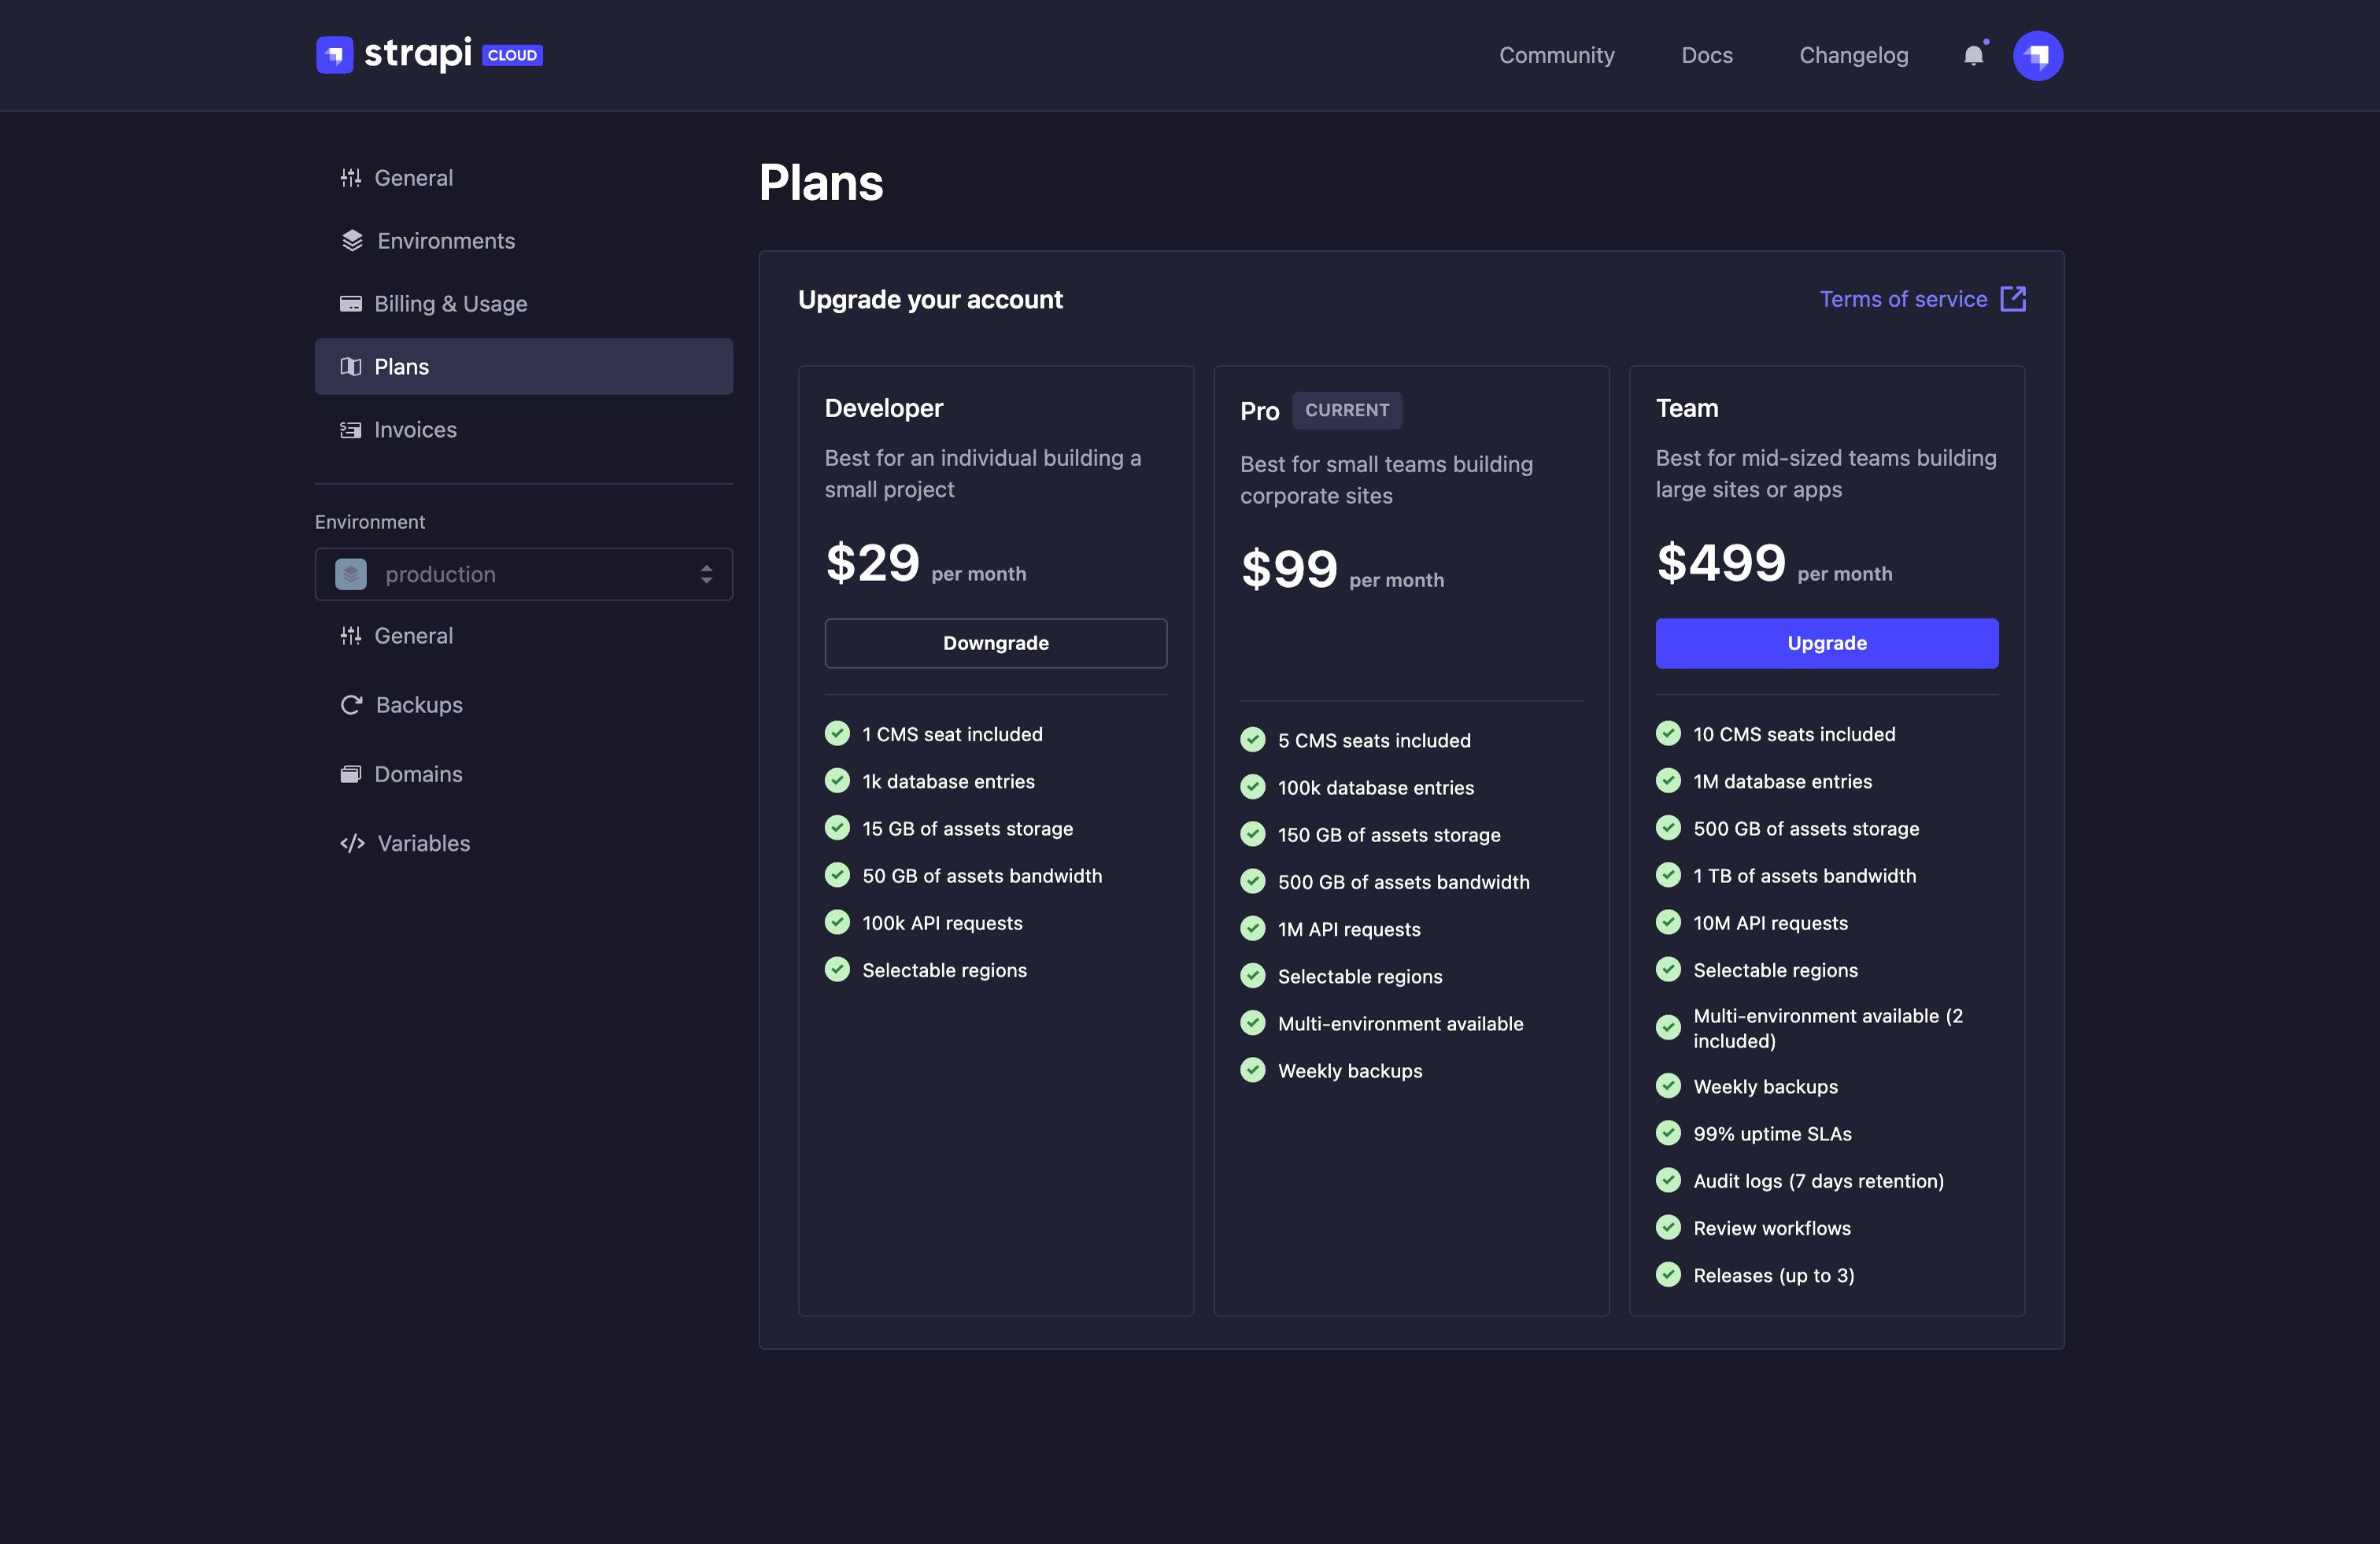 strapi CLOUD
Community
Docs
Changelog
General
Environments
Billing & Usage
Plans
Invoices
Environment
production
General
Backups
Domains
Variables
Plans
Upgrade your account
Terms of service
Developer
Best for an individual building a
small project
$29 per month
Downgrade
1 CMS seat included
1k database entries
15 GB of assets storage
50 GB of assets bandwidth
100k API requests
Selectable regions
Pro CURRENT
Best for small teams building
corporate sites
$99 per month
5 CMS seats included
100k database entries
150 GB of assets storage
500 GB of assets bandwidth
1M API requests
Selectable regions
Multi-environment available
Weekly backups
Team
Best for mid-sized teams building
large sites or apps
$499 per month
Upgrade
10 CMS seats included
1M database entries
500 GB of assets storage
1 TB of assets bandwidth
10M API requests
Selectable regions
Multi-environment available (2
included)
Weekly backups
99% uptime SLAs
Audit logs (7 days retention)
Review workflows
Releases (up to 3)